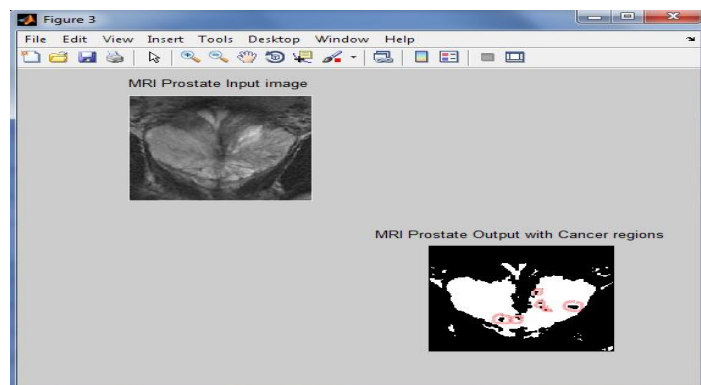 Figure 3
File Edit View Insert Tools Desktop Window Help
MRI Prostate Input image
MRI Prostate Output with Cancer regions